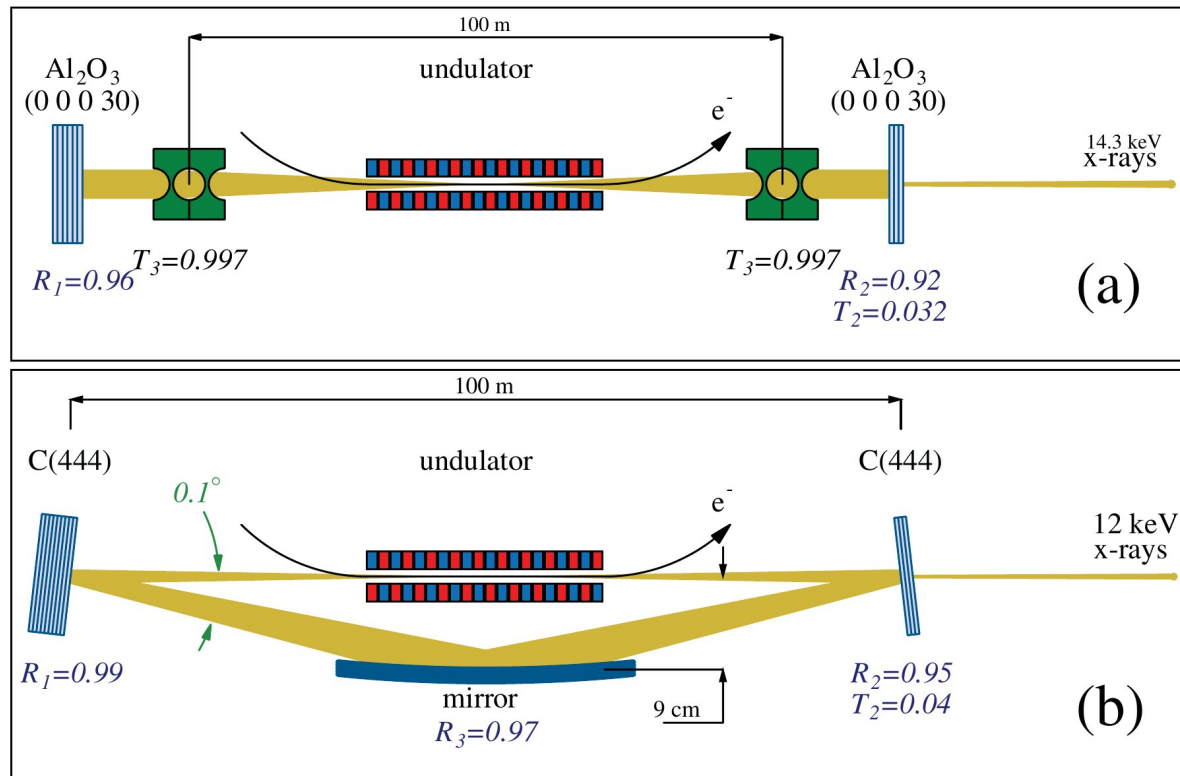 100 m
Al₂O₃
(0 0 0 30)
undulator
Al₂O₃
(0 0 0 30)
e⁻
14.3 keV
x-rays
T₃=0.997
T₃=0.997
R₁=0.96
R₂=0.92
T₂=0.032
(a)
100 m
C(444)
undulator
C(444)
0.1°
e⁻
12 keV
x-rays
R₁=0.99
mirror
R₃=0.97
9 cm
R₂=0.95
T₂=0.04
(b)